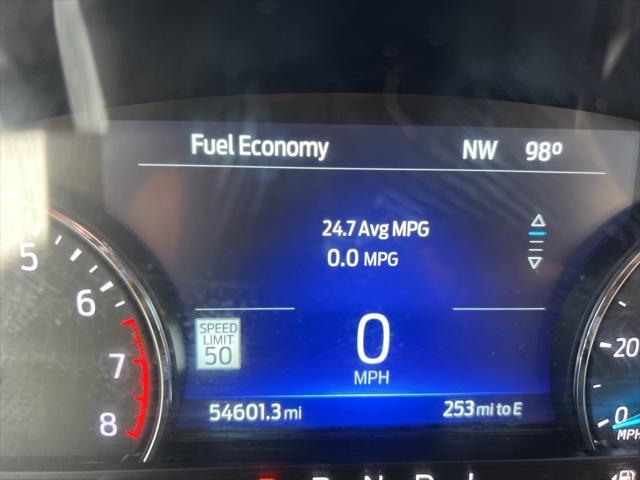 Fuel Economy NW 98°
24.7 Avg MPG
0.0 MPG
5
6
7
8
SPEED
LIMIT
50
0
MPH
54601.3 mi
253 mi to E
20
0
MPH